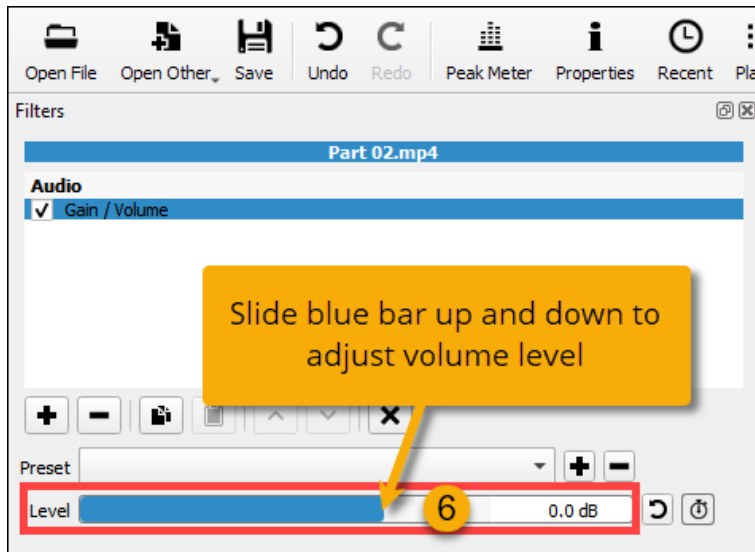 Open File Open Other Save Undo Redo Peak Meter Properties Recent
Filters
Part 02.mp4
Audio
Gain / Volume
Slide blue bar up and down to
adjust volume level
Preset
Level 6 0.0 dB